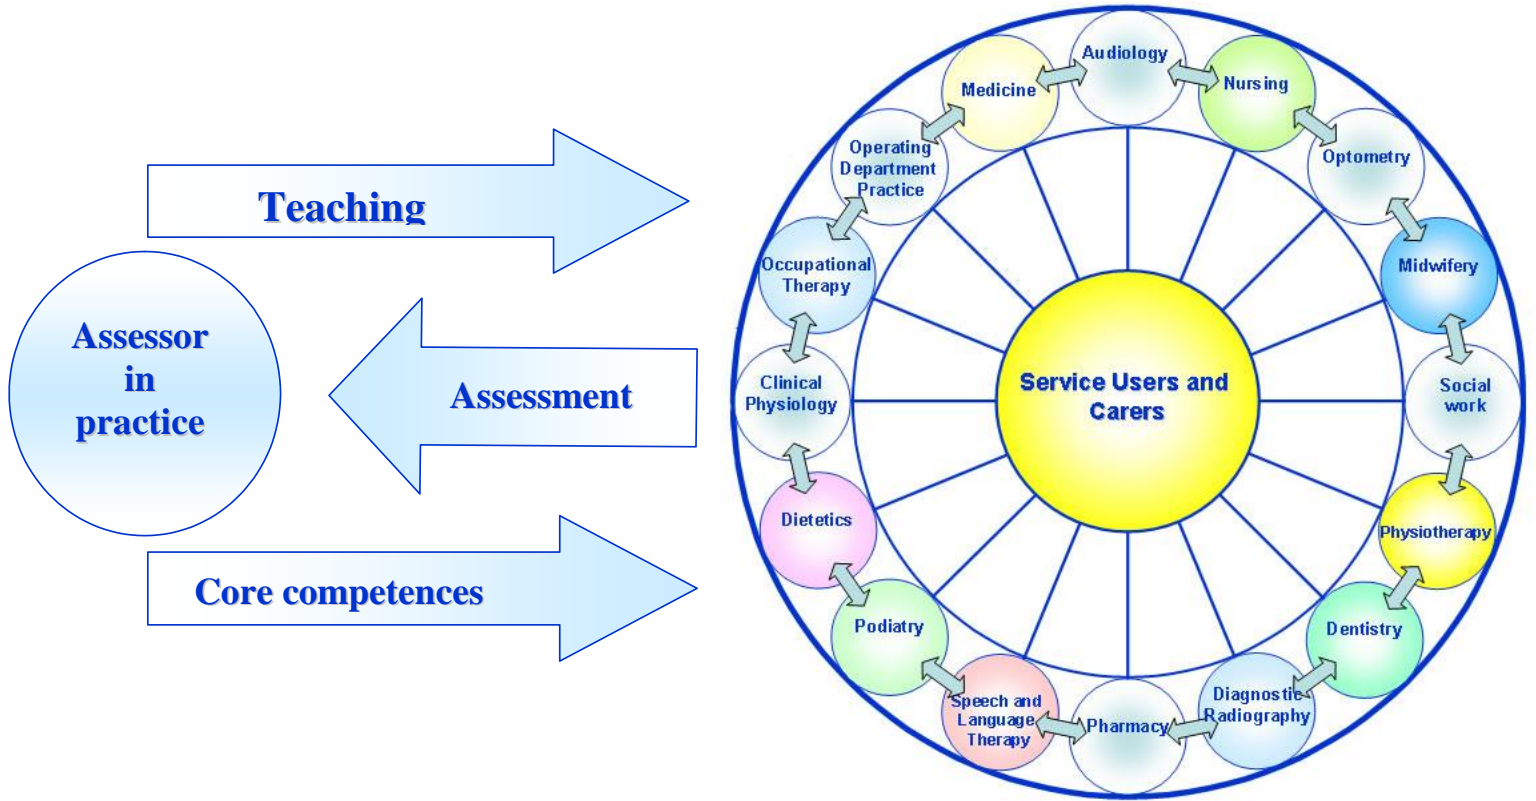 Teaching
Assessor
in
practice
Assessment
Core competences
Audiology
Nursing
Optometry
Midwifery
Social
work
Physiotherapy
Dentistry
Diagnostic
Radiography
Pharmacy
Speech and
Language
Therapy
Podiatry
Dietetics
Clinical
Physiology
Occupational
Therapy
Operating
Department
Practice
Medicine
Service Users and
Carers